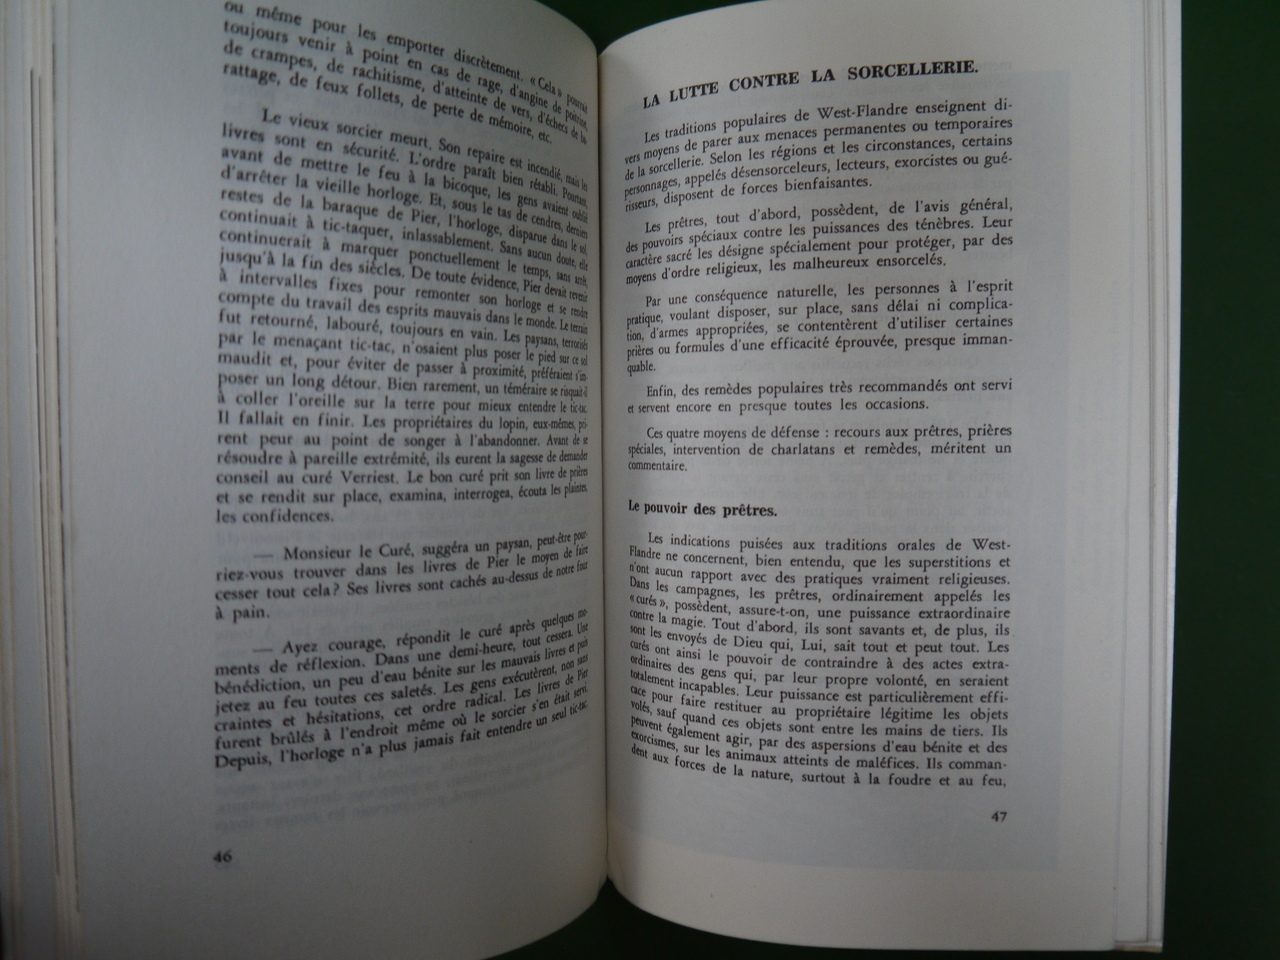 ou même pour les emporter discrètement. « Cela » pourrait
toujours venir à point en cas de rage, d'angine de poitrine,
de crampes, de rachitisme, d'atteinte de vers, d'échecs de ba-
rattage, de feux follets, de perte de mémoire, etc.
Le vieux sorcier meurt. Son repaire est incendié, mais les
livres sont en sécurité. L'ordre paraît bien rétabli. Pourtant,
avant de mettre le feu à la bicoque, les gens avaient oublié
d'arrêter la vieille horloge. Et, sous le tas de cendres, derniers
restes de la baraque de Pier, l'horloge, disparue dans le sol,
continuait à tic-taquer, inlassablement. Sans aucun doute, elle
continuerait à marquer ponctuellement le temps, sans arrêt,
jusqu'à la fin des siècles. De toute évidence, Pier devait revenir
à intervalles fixes pour remonter son horloge et se rendre
compte du travail des esprits mauvais dans le monde. Le terrain
fut retourné, labouré, toujours en vain. Les paysans, terrorisés
par le menaçant tic-tac, n'osaient plus poser le pied sur ce sol
maudit et, pour éviter de passer à proximité, préféraient s'im-
poser un long détour. Bien rarement, un téméraire se risquait-il
à coller l'oreille sur la terre pour mieux entendre le tic-tac.
Il fallait en finir. Les propriétaires du lopin, eux-mêmes, pri-
rent peur au point de songer à l'abandonner. Avant de se
résoudre à pareille extrémité, ils eurent la sagesse de demander
conseil au curé Verriest. Le bon curé prit son livre de prières
et se rendit sur place, examina, interrogea, écouta les plaintes,
les confidences.
— Monsieur le Curé, suggéra un paysan, peut-être pour-
riez-vous trouver dans les livres de Pier le moyen de faire
cesser tout cela ? Ses livres sont cachés au-dessus de notre four
à pain.
— Ayez courage, répondit le curé après quelques mo-
ments de réflexion. Dans une demi-heure, tout cessera. Une
bénédiction, un peu d'eau bénite sur les mauvais livres et puis
jetez au feu toutes ces saletés. Les gens exécutèrent, non sans
craintes et hésitations, cet ordre radical. Les livres de Pier
furent brûlés à l'endroit même où le sorcier s'en était servi.
Depuis, l'horloge n'a plus jamais fait entendre un seul tic-tac.
46
LA LUTTE CONTRE LA SORCELLERIE.
Les traditions populaires de West-Flandre enseignent di-
vers moyens de parer aux menaces permanentes ou temporaires
de la sorcellerie. Selon les régions et les circonstances, certains
personnages, appelés désensorceleurs, lecteurs, exorcistes ou gué-
risseurs, disposent de forces bienfaisantes.
Les prêtres, tout d'abord, possèdent, de l'avis général,
des pouvoirs spéciaux contre les puissances des ténèbres. Leur
caractère sacré les désigne spécialement pour protéger, par des
moyens d'ordre religieux, les malheureux ensorcelés.
Par une conséquence naturelle, les personnes à l'esprit
pratique, voulant disposer, sur place, sans délai ni complica-
tion, d'armes appropriées, se contentèrent d'utiliser certaines
prières ou formules d'une efficacité éprouvée, presque imman-
quable.
Enfin, des remèdes populaires très recommandés ont servi
et servent encore en presque toutes les occasions.
Ces quatre moyens de défense : recours aux prêtres, prières
spéciales, intervention de charlatans et remèdes, méritent un
commentaire.
Le pouvoir des prêtres.
Les indications puisées aux traditions orales de West-
Flandre ne concernent, bien entendu, que les superstitions et
n'ont aucun rapport avec des pratiques vraiment religieuses.
Dans les campagnes, les prêtres, ordinairement appelés les
« curés », possèdent, assure-t-on, une puissance extraordinaire
contre la magie. Tout d'abord, ils sont savants et, de plus, ils
sont les envoyés de Dieu qui, Lui, sait tout et peut tout. Les
curés ont ainsi le pouvoir de contraindre à des actes extra-
ordinaires des gens qui, par leur propre volonté, en seraient
totalement incapables. Leur puissance est particulièrement effi-
cace pour faire restituer au propriétaire légitime les objets
volés, sauf quand ces objets sont entre les mains de tiers. Ils
peuvent également agir, par des aspersions d'eau bénite et des
exorcismes, sur les animaux atteints de maléfices. Ils comman-
dent aux forces de la nature, surtout à la foudre et au feu,
47